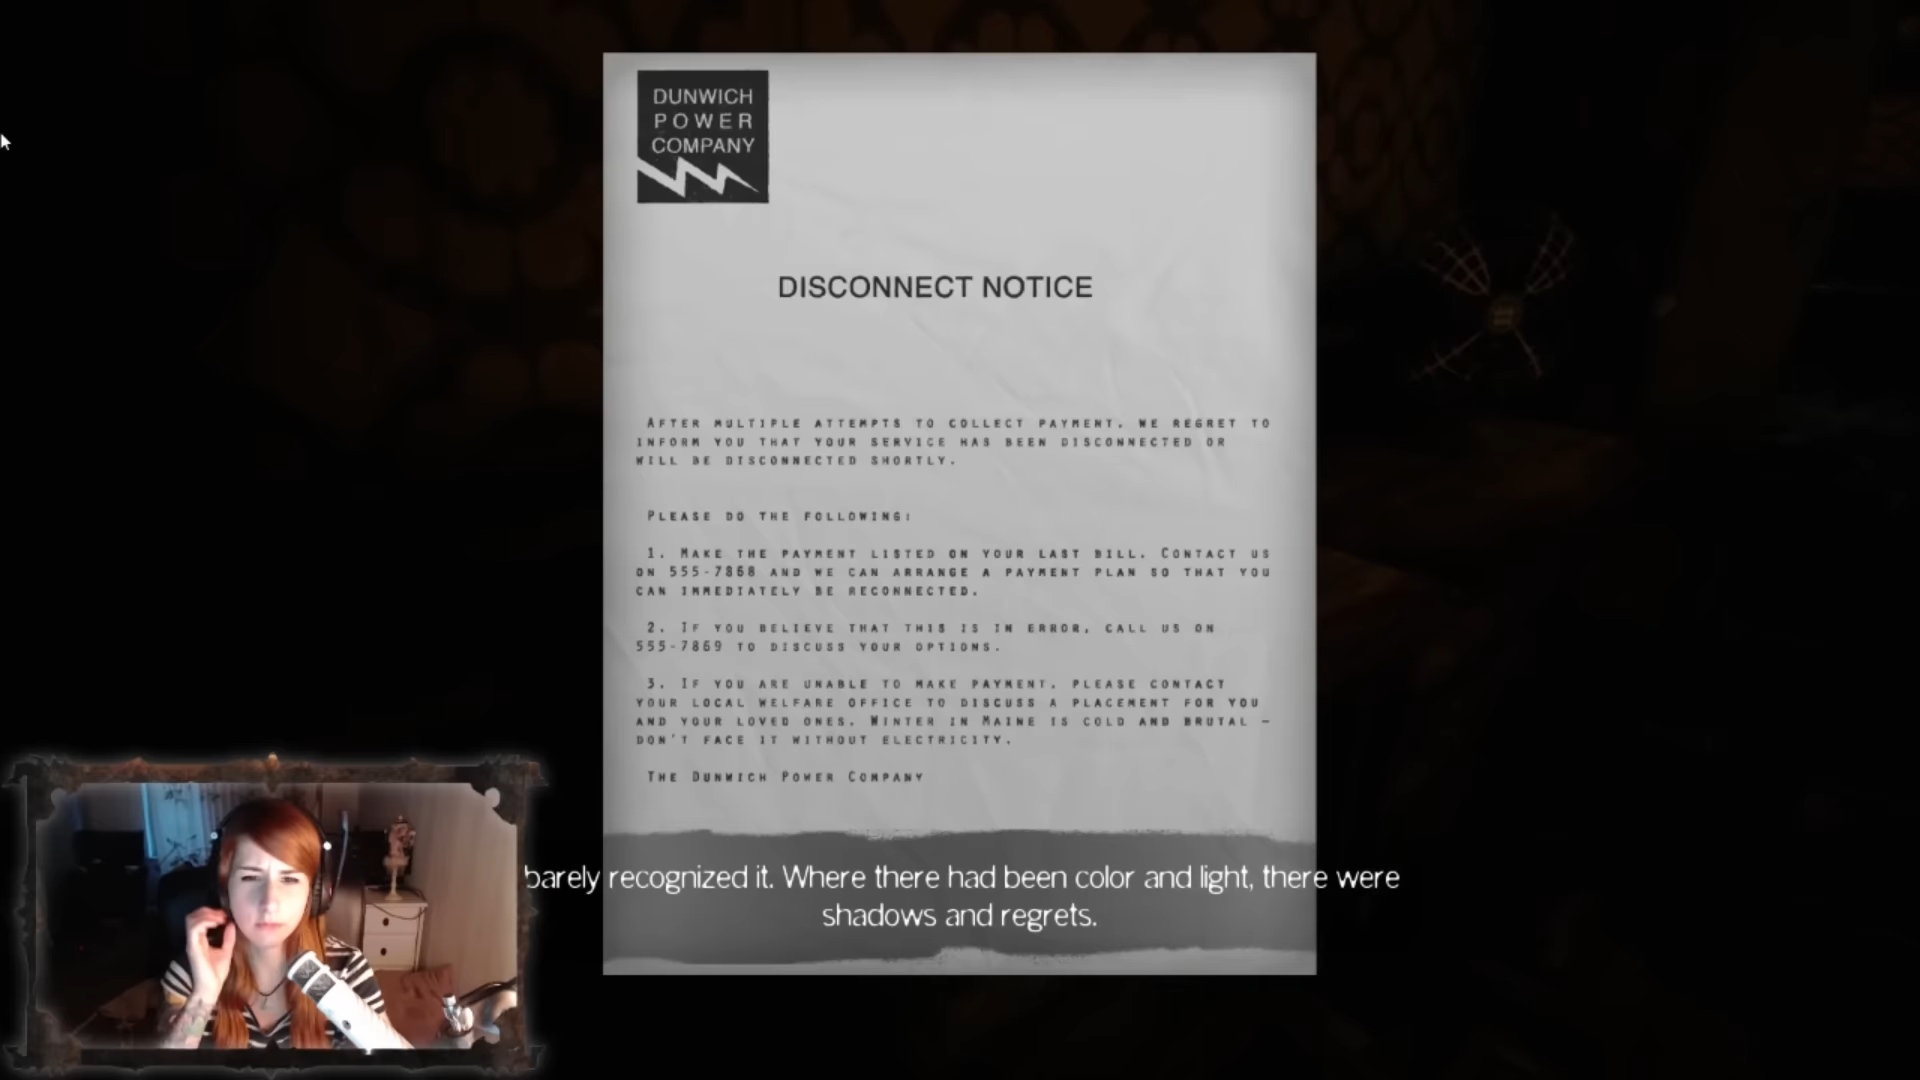 DUNWICH
POWER
COMPANY
DISCONNECT NOTICE
AFTER MULTIPLE ATTEMPTS TO COLLECT PAYMENT, WE REGRET TO
INFORM YOU THAT YOUR SERVICE HAS BEEN DISCONNECTED OR
WILL BE DISCONNECTED SHORTLY.
PLEASE DO THE FOLLOWING:
1. MAKE THE PAYMENT LISTED ON YOUR LAST BILL. CONTACT US
ON 555-7868 AND WE CAN ARRANGE A PAYMENT PLAN SO THAT YOU
CAN IMMEDIATELY BE RECONNECTED.
2. IF YOU BELIEVE THAT THIS IS IN ERROR, CALL US ON
555-7869 TO DISCUSS YOUR OPTIONS.
3. IF YOU ARE UNABLE TO MAKE PAYMENT, PLEASE CONTACT
YOUR LOCAL WELFARE OFFICE TO DISCUSS A PLACEMENT FOR YOU
AND YOUR LOVED ONES. WINTER IN MAINE IS COLD AND BRUTAL -
DON'T FACE IT WITHOUT ELECTRICITY.
THE DUNWICH POWER COMPANY
barely recognized it. Where there had been color and light, there were
shadows and regrets.